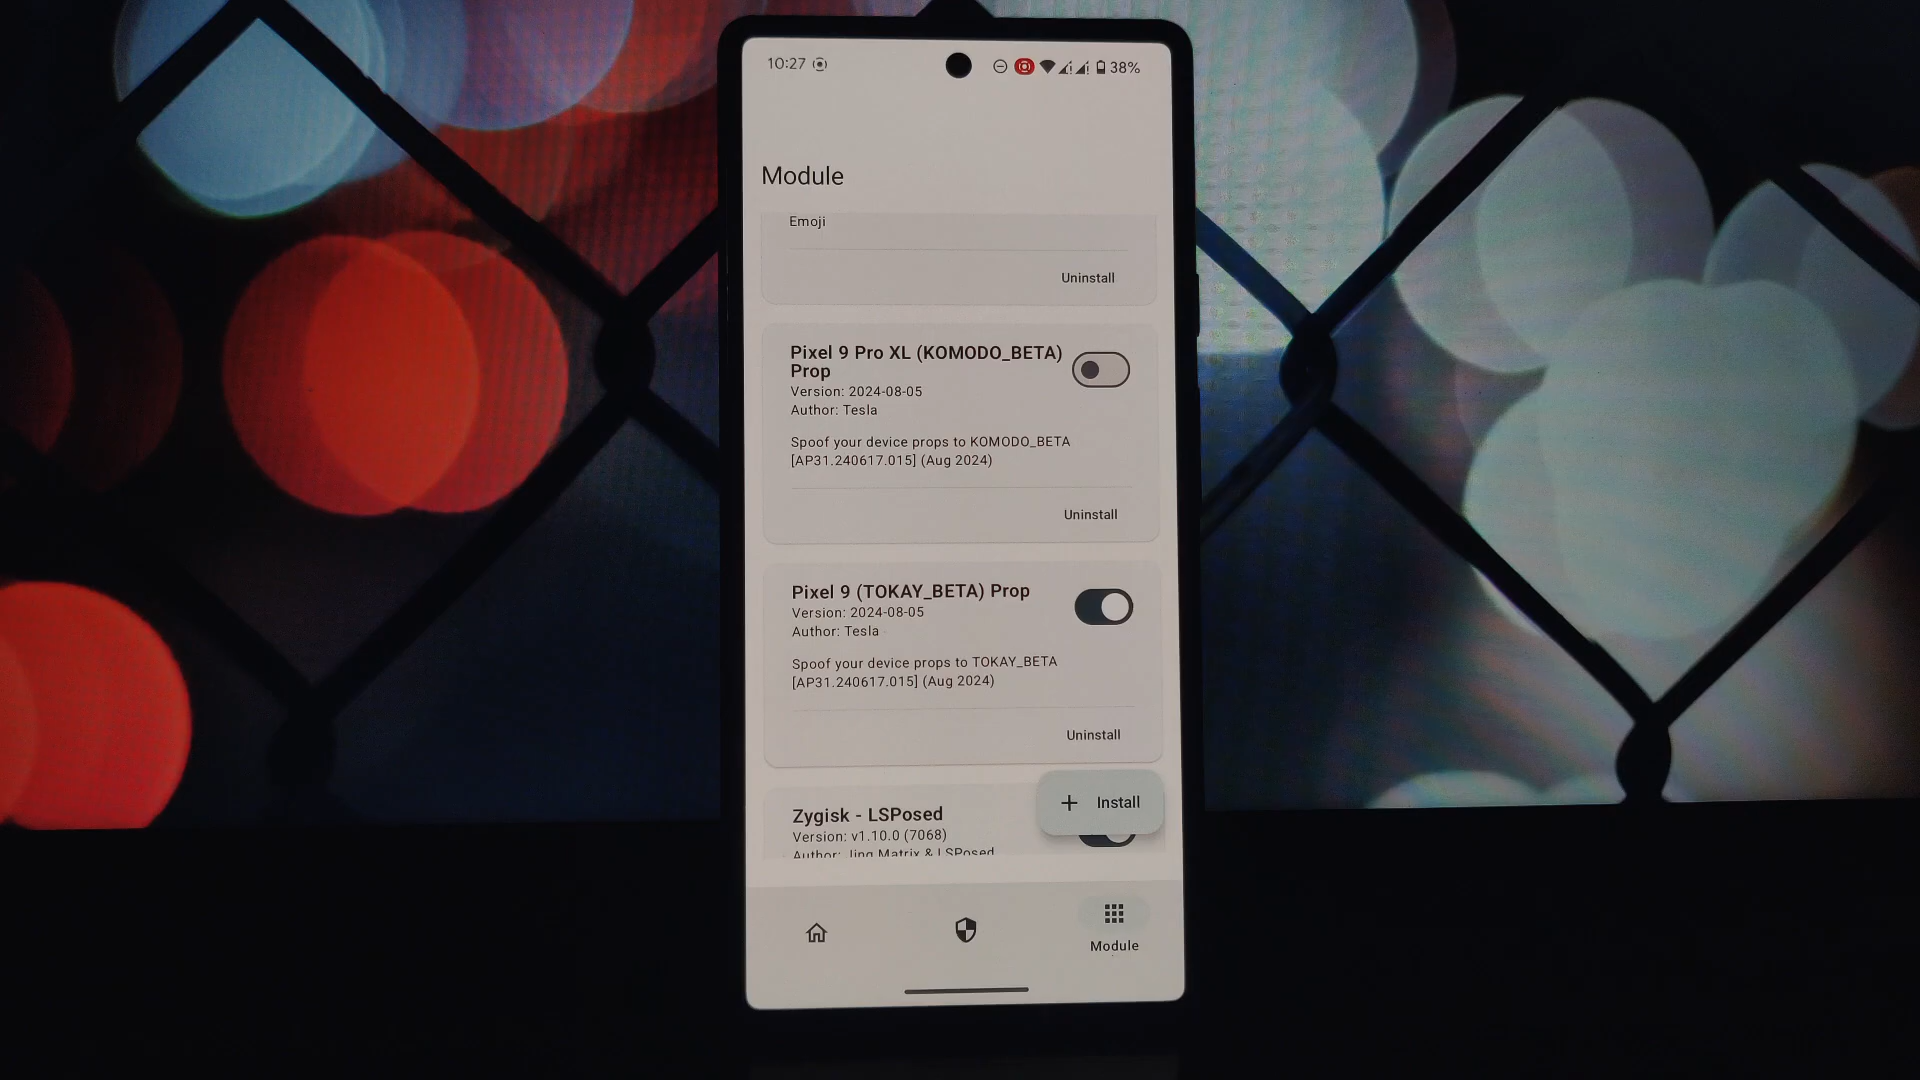 10:27 38%
Module
Emoji
Uninstall
Pixel 9 Pro XL (KOMODO_BETA)
Prop
Version: 2024-08-05
Author: Tesla
Spoof your device props to KOMODO_BETA
[AP31.240617.015] (Aug 2024)
Uninstall
Pixel 9 (TOKAY_BETA) Prop
Version: 2024-08-05
Author: Tesla
Spoof your device props to TOKAY_BETA
[AP31.240617.015] (Aug 2024)
Uninstall
+ Install
Zygisk - LSPosed
Version: v1.10.0 (7068)
Author: Jing Matrix & LSPosed
Module